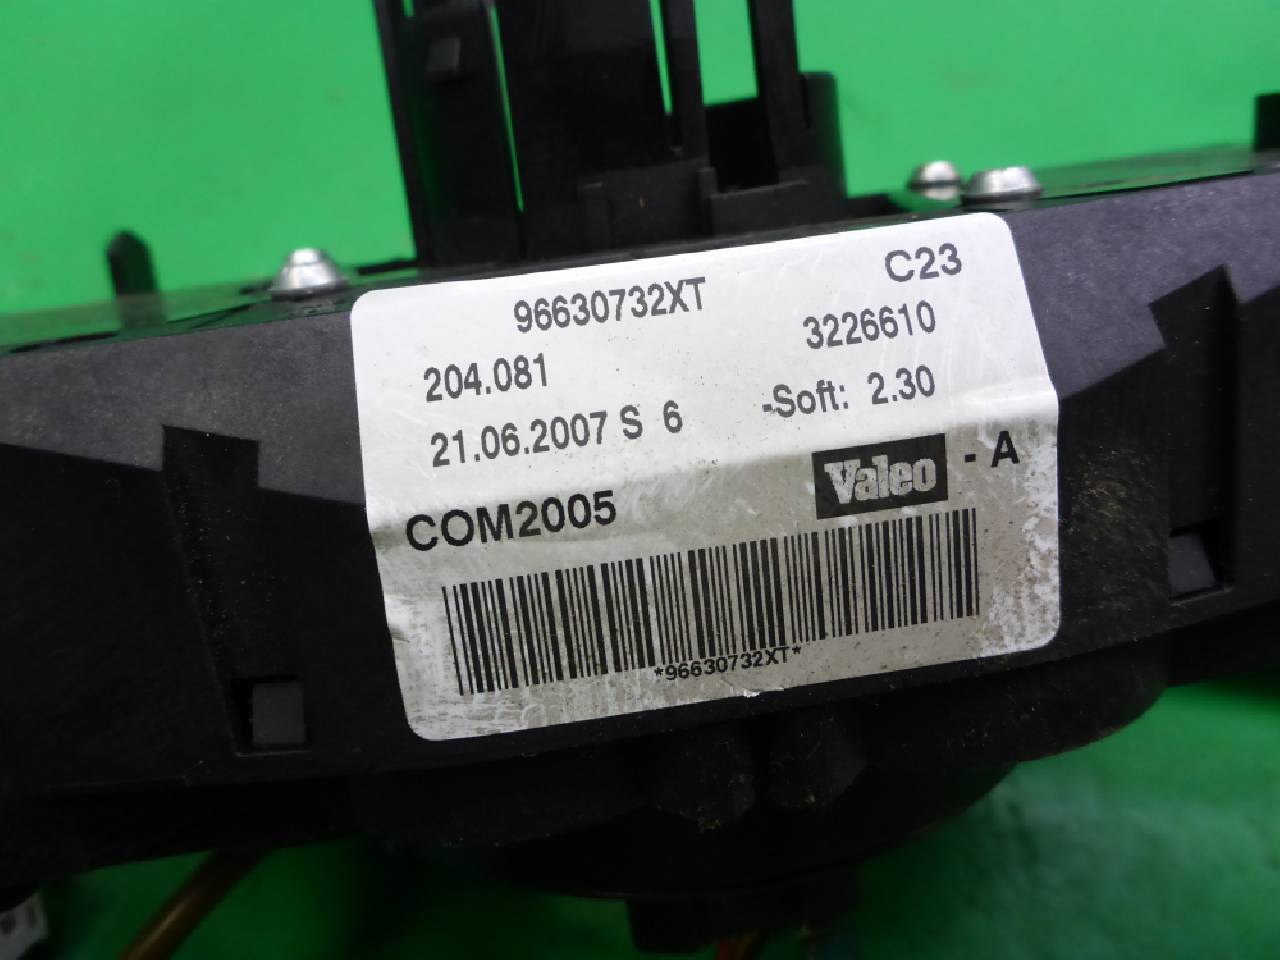 96630732XT C23
204.081 3226610
21.06.2007 S 6 -Soft: 2.30
COM2005 Valeo - A
*96630732XT*